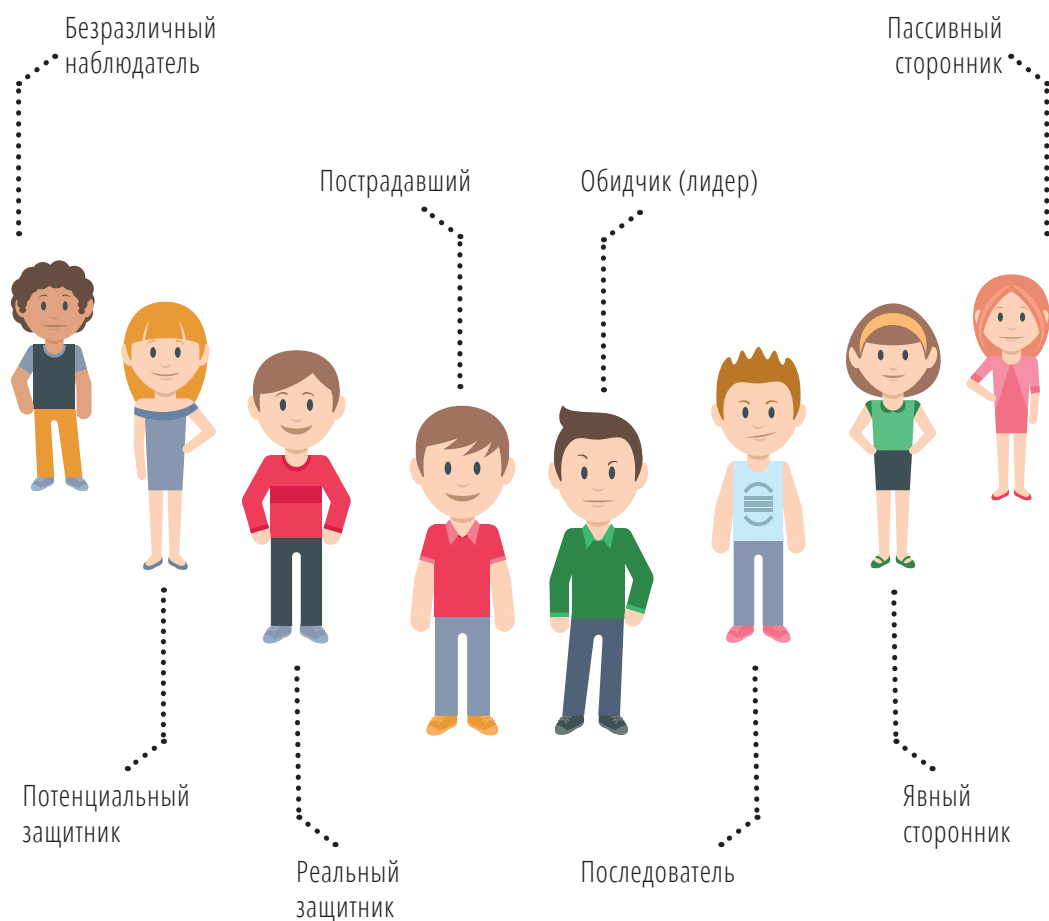 Безразличный
наблюдатель
Пассивный
сторонник
Пострадавший
Обидчик (лидер)
Потенциальный
защитник
Реальный
защитник
Последователь
Явный
сторонник